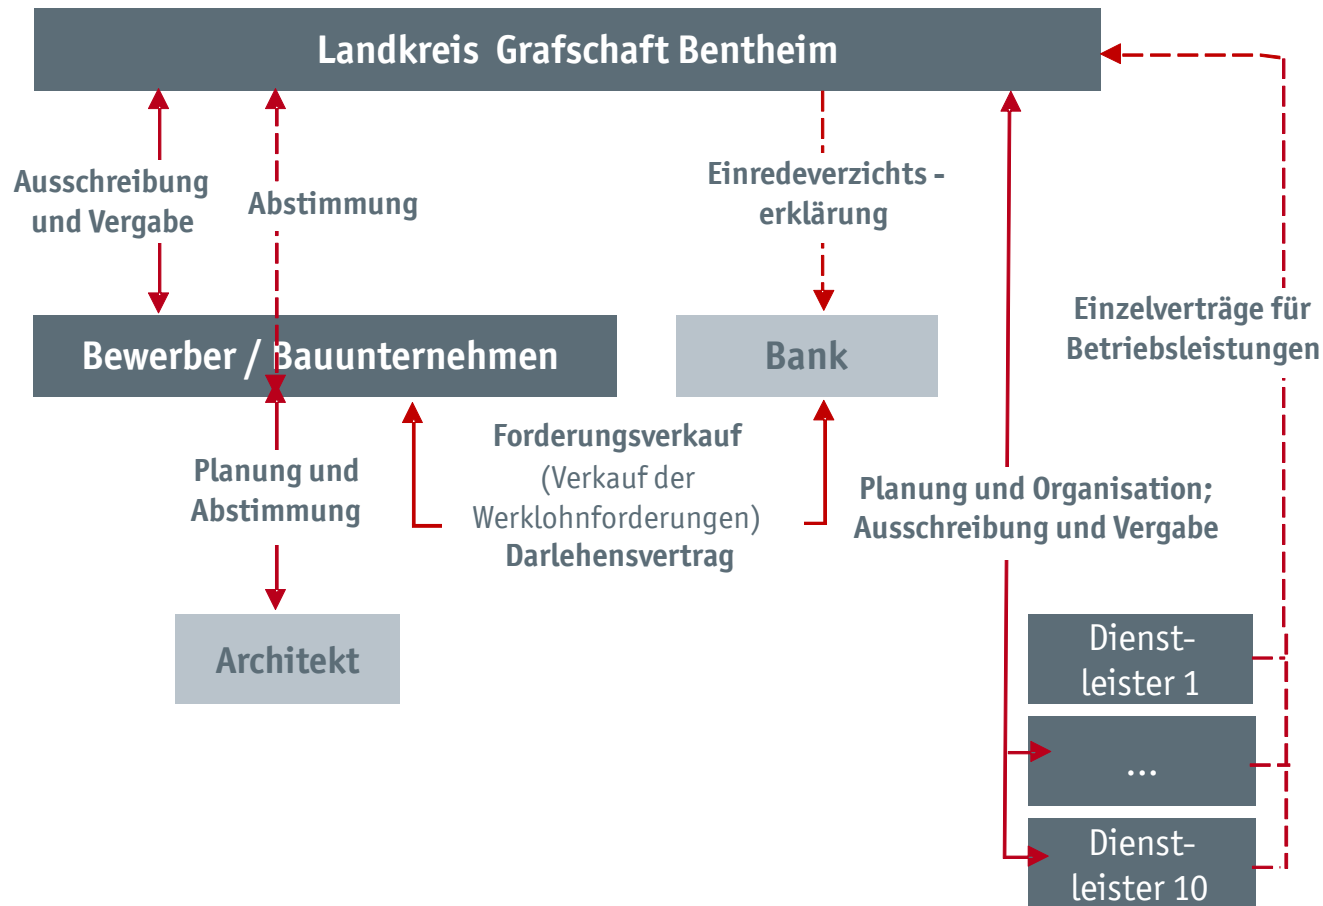 Landkreis Grafschaft Bentheim
Ausschreibung
und Vergabe
Abstimmung
Einredeverzichts -
erklärung
Einzelverträge für
Betriebsleistungen
Bewerber / Bauunternehmen
Bank
Planung und
Abstimmung
Forderungsverkauf
(Verkauf der
Werklohnforderungen)
Darlehensvertrag
Planung und Organisation;
Ausschreibung und Vergabe
Architekt
Dienst-
leister 1
...
Dienst-
leister 10